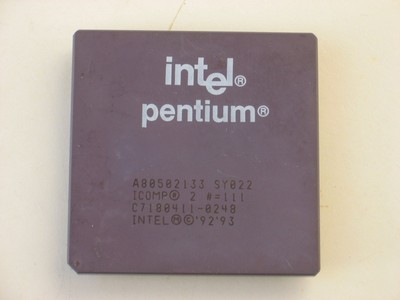 intel®
pentium®
A80502133 SY022
ICOMP® 2 #=111
C7180411-0248
INTEL Ⓜ © '92'93